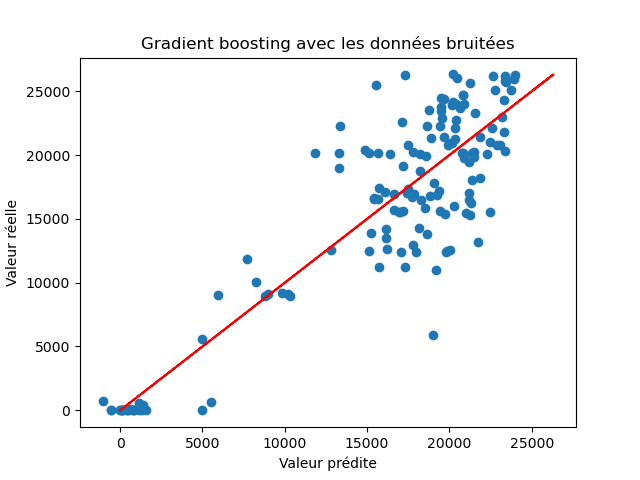 Gradient boosting avec les données bruitées
25000
20000
15000
10000
5000
0
Valeur réelle
0 5000 10000 15000 20000 25000
Valeur prédite